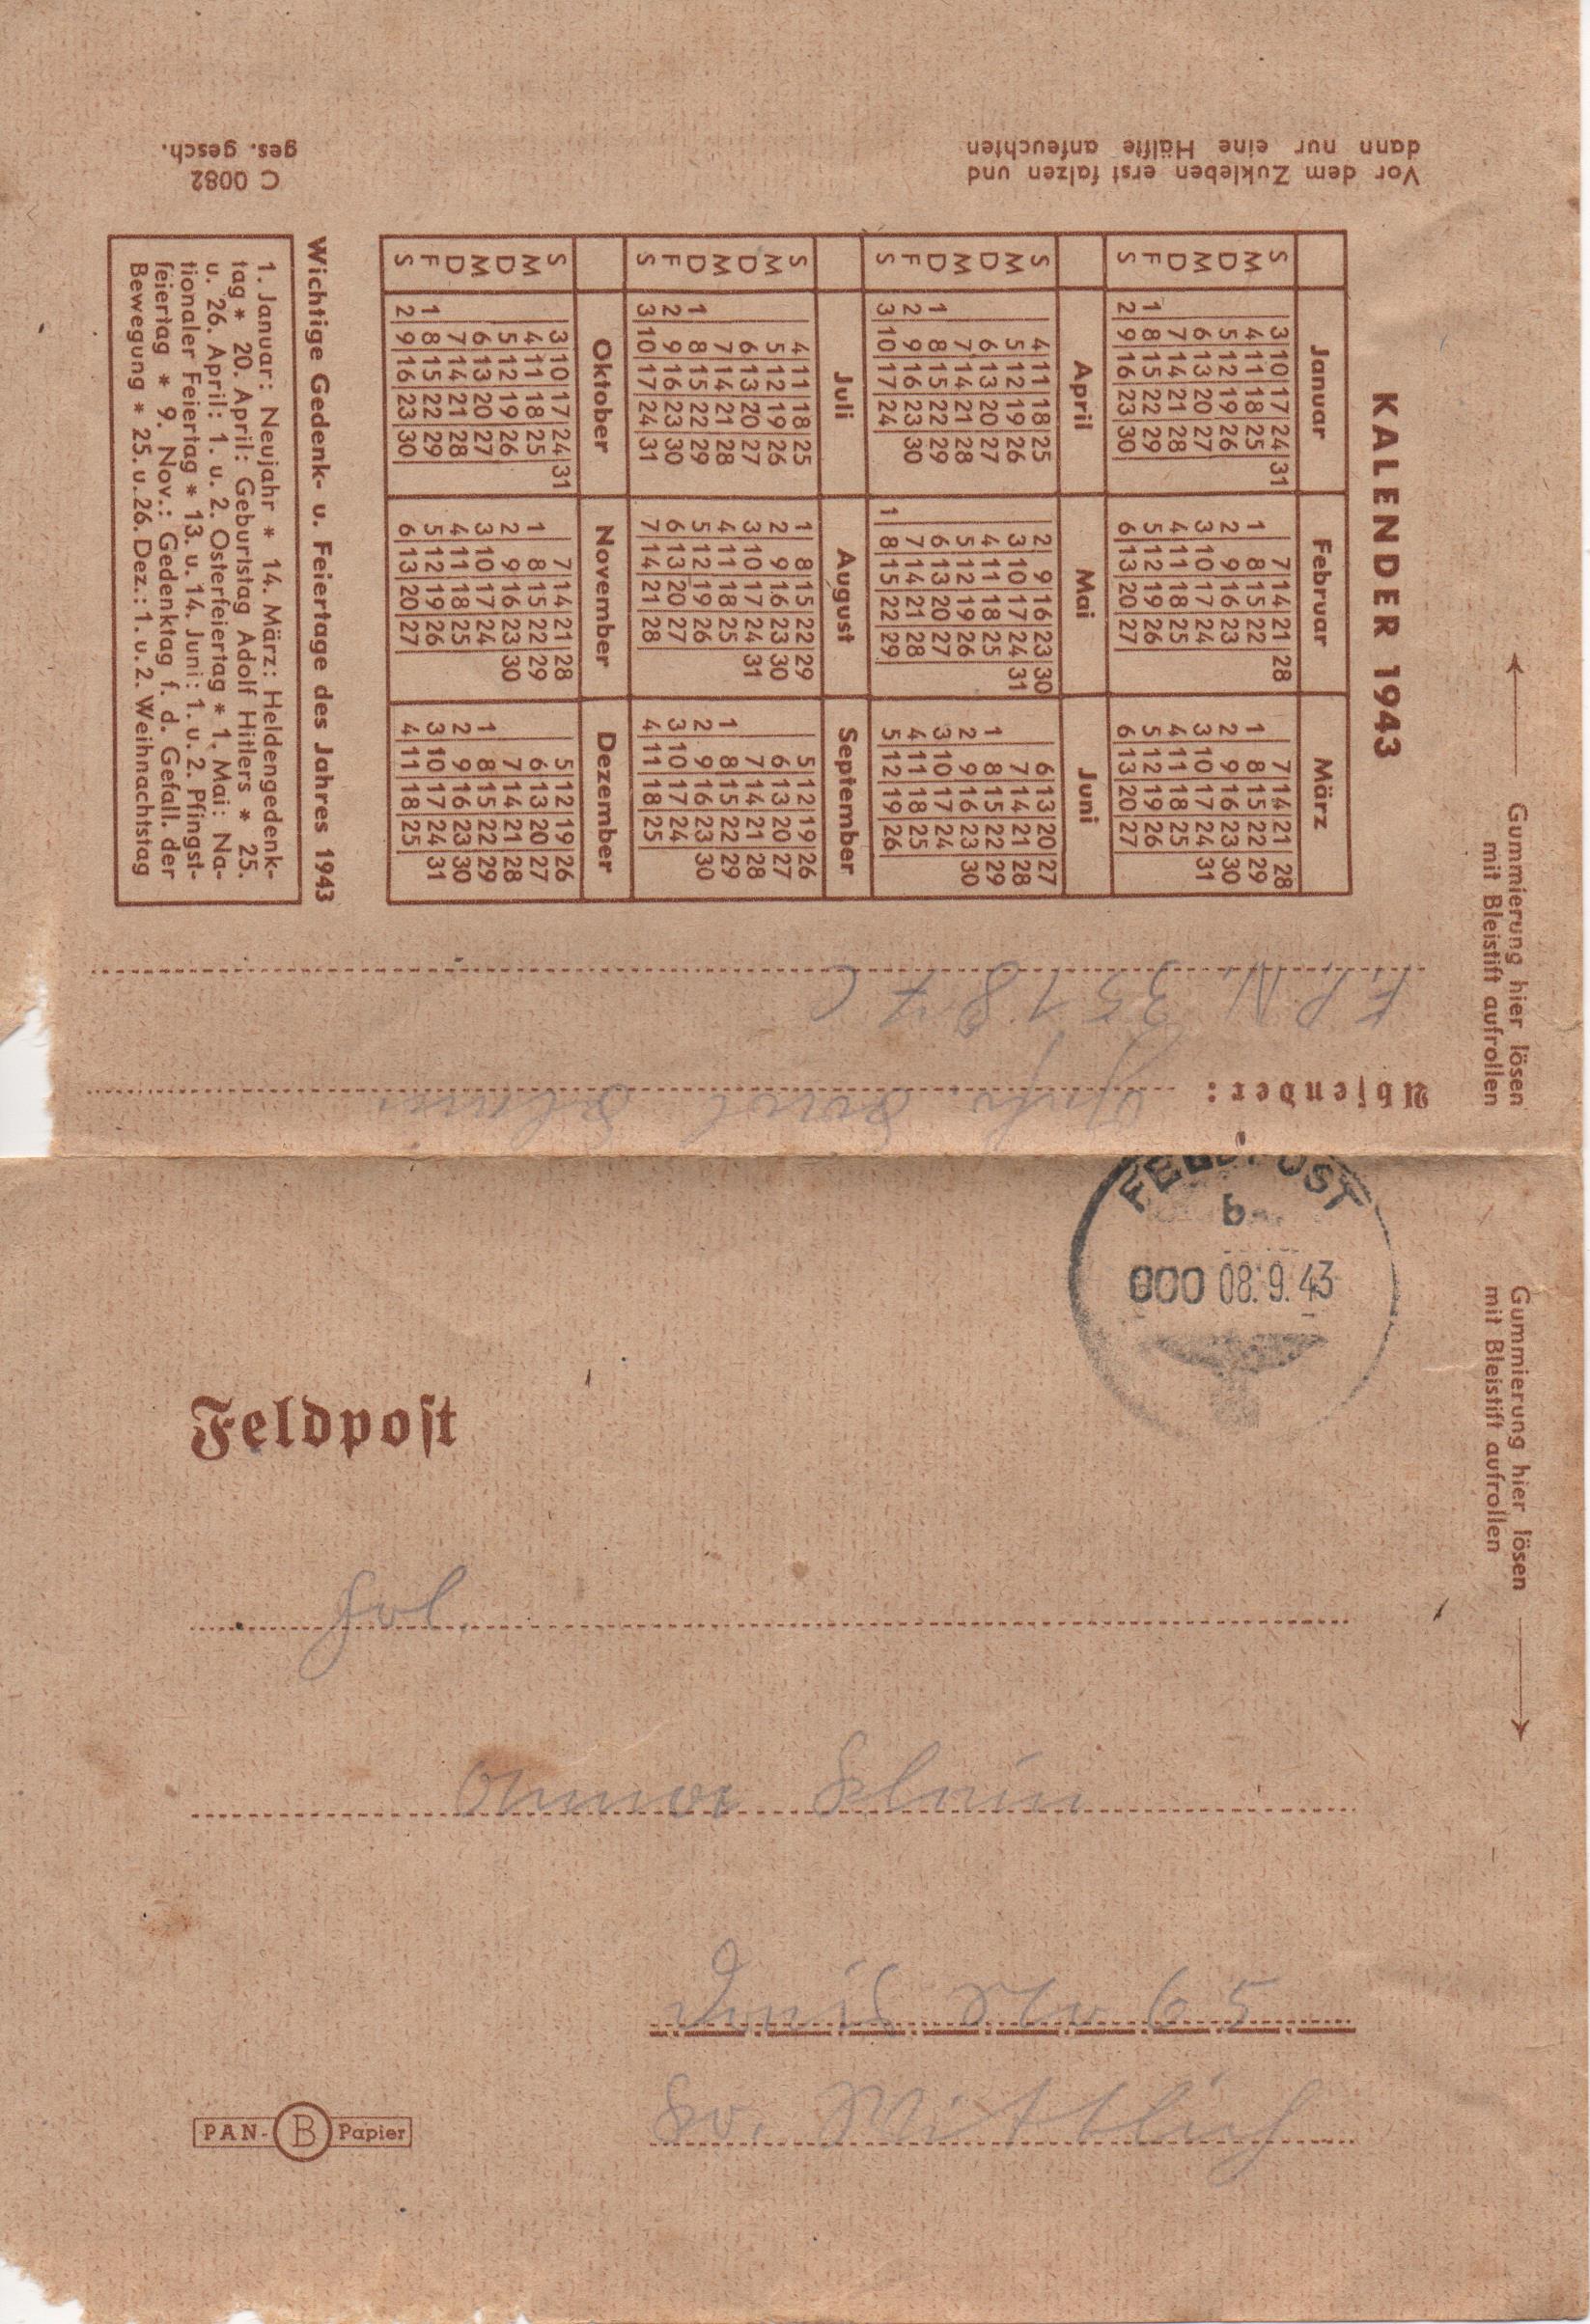 Vor dem Zukleben erst falzen und
dann nur eine Hälfte anfeuchten
C 0082
ges. gesch.
KALENDER 1943
Januar Februar März
S 3 10 17 24 31 7 14 21 28 7 14 21 28
M 4 11 18 25 1 8 15 22 1 8 15 22 29
D 5 12 19 26 2 9 16 23 2 9 16 23 30
M 6 13 20 27 3 10 17 24 3 10 17 24 31
D 7 14 21 28 4 11 18 25 4 11 18 25
F 1 8 15 22 29 5 12 19 26 5 12 19 26
S 2 9 16 23 30 6 13 20 27 6 13 20 27
April Mai Juni
S 4 11 18 25 2 9 16 23 30 6 13 20 27
M 5 12 19 26 3 10 17 24 31 7 14 21 28
D 6 13 20 27 4 11 18 25 1 8 15 22 29
M 7 14 21 28 5 12 19 26 2 9 16 23 30
D 1 8 15 22 29 6 13 20 27 3 10 17 24
F 2 9 16 23 30 7 14 21 28 4 11 18 25
S 3 10 17 24 1 8 15 22 29 5 12 19 26
Juli August September
S 4 11 18 25 1 8 15 22 29 5 12 19 26
M 5 12 19 26 2 9 16 23 30 6 13 20 27
D 6 13 20 27 3 10 17 24 31 7 14 21 28
M 7 14 21 28 4 11 18 25 1 8 15 22 29
D 1 8 15 22 29 5 12 19 26 2 9 16 23 30
F 2 9 16 23 30 6 13 20 27 3 10 17 24
S 3 10 17 24 31 7 14 21 28 4 11 18 25
Oktober November Dezember
S 3 10 17 24 31 7 14 21 28 5 12 19 26
M 4 11 18 25 1 8 15 22 29 6 13 20 27
D 5 12 19 26 2 9 16 23 30 7 14 21 28
M 6 13 20 27 3 10 17 24 1 8 15 22 29
D 7 14 21 28 4 11 18 25 2 9 16 23 30
F 1 8 15 22 29 5 12 19 26 3 10 17 24 31
S 2 9 16 23 30 6 13 20 27 4 11 18 25
Wichtige Gedenk- u. Feiertage des Jahres 1943
1. Januar: Neujahr * 14. März: Heldengedenk-
tag * 20. April: Geburtstag Adolf Hitlers * 25.
u. 26. April: 1. u. 2. Osterfeiertag * 1. Mai: Na-
tionaler Feiertag * 13. u. 14. Juni: 1. u. 2. Pfingst-
feiertag * 9. Nov.: Gedenktag f. d. Gefall. der
Bewegung * 25. u. 26. Dez.: 1. u. 2. Weihnachtstag
Gummierung hier lösen
mit Bleistift aufrollen
Absender: Gefr. Karl Klein
F.P.N. 35187 C
FELDPOST
b
000 08.9.43
Gummierung hier lösen
mit Bleistift aufrollen
Feldpost
Frl.
Anna Klein
Dreis Nr 65
Kr. Wittlich
PAN-B Papier